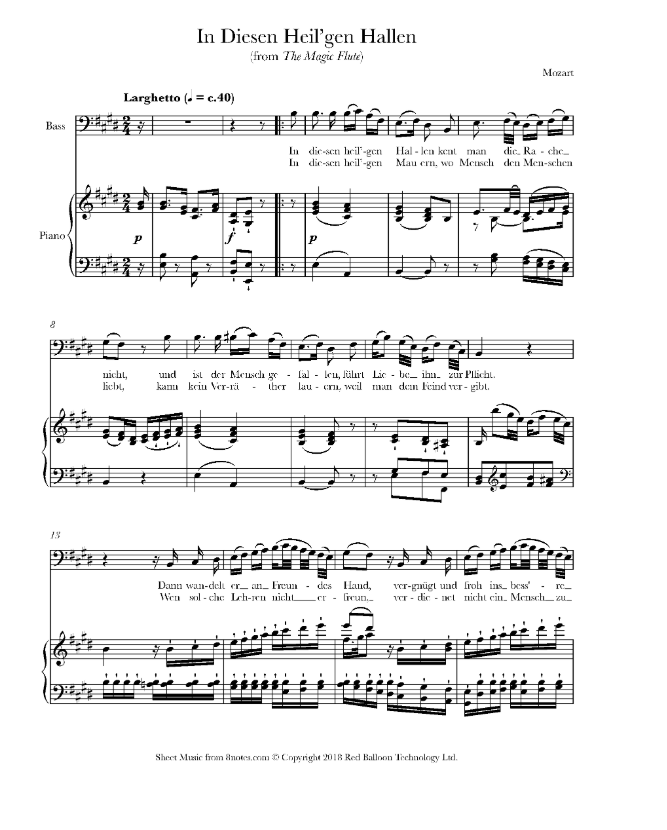 In Diesen Heil'gen Hallen
(from The Magic Flute)
Mozart
Larghetto (♩ = c.40)
Bass
In die-sen heil'-gen Hal - len kent man die Ra - che
In die-sen heil'-gen Mau ern, wo Mensch den Men-schen
Piano
p f p
8
nicht, und ist der Mensch ge - fal - len, führt Lie - be ihn zur Pflicht.
liebt, kann kein Ver-rä - ther lau - ern, weil man dem Feind ver - gibt.
13
Dann wan-delt er an Freun - des Hand, ver-gnügt und froh ins bess' - re
Wen sol - che Leh-ren nicht er - freun, ver - die - net nicht ein Mensch zu
Sheet Music from 8notes.com © Copyright 2018 Red Balloon Technology Ltd.